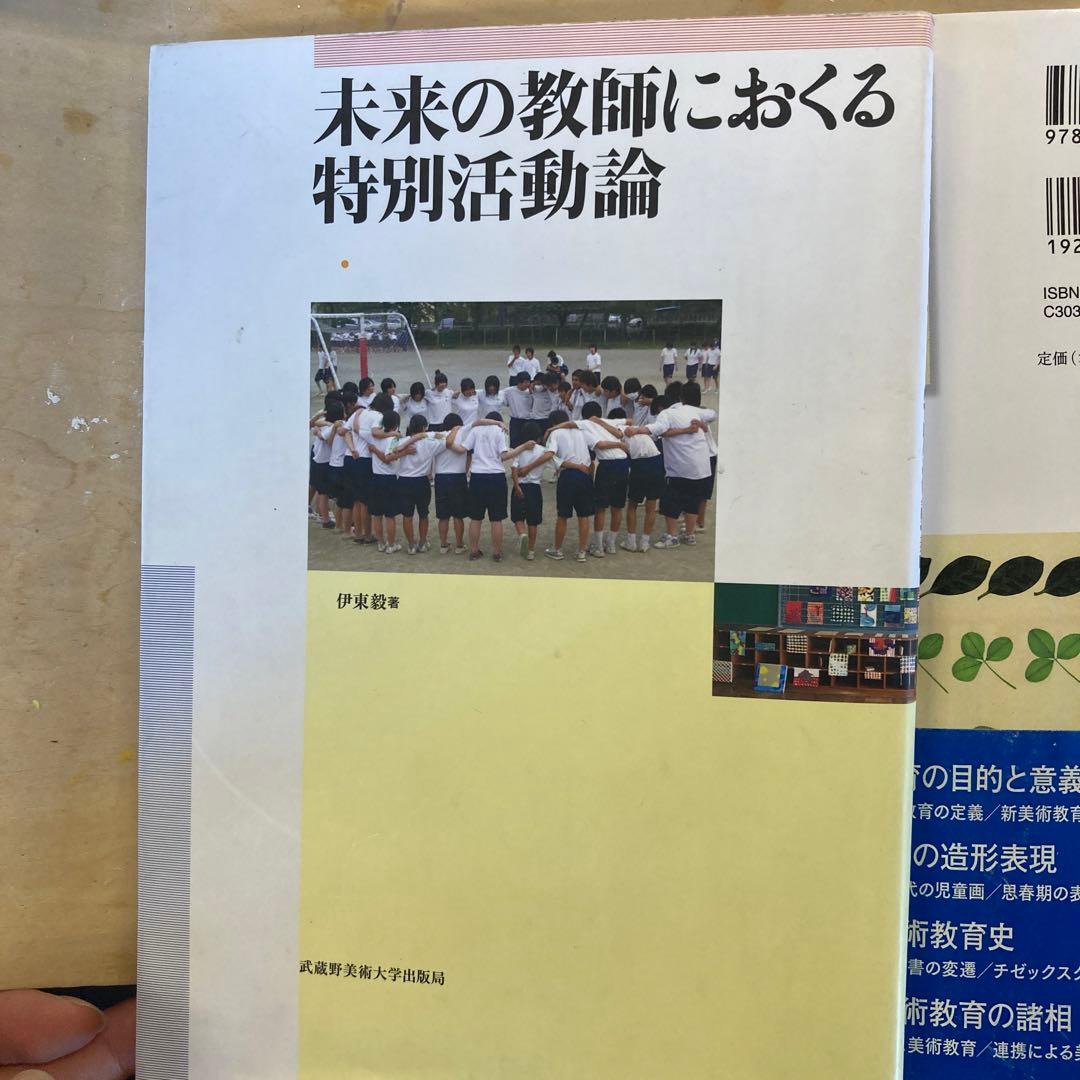 未来の教師におくる
特別活動論
伊東毅著
武蔵野美術大学出版局
978
192
ISBN
C303
定価（
育の目的と意義
教育の定義／新美術教育
の造形表現
代の児童画／思春期の表
術教育史
書の変遷／チゼックス
術教育の諸相
美術教育／連携による美